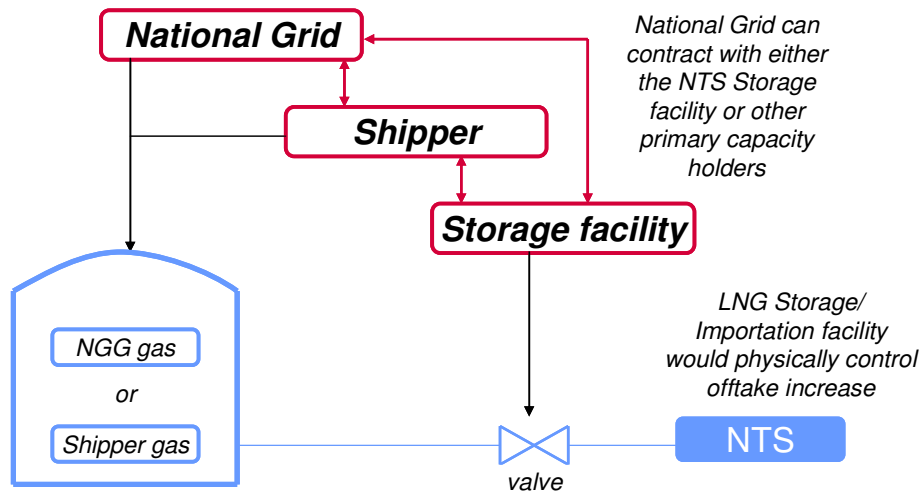 National Grid
National Grid can
contract with either
the NTS Storage
facility or other
primary capacity
holders
Shipper
Storage facility
LNG Storage/
Importation facility
would physically control
offtake increase
NGG gas
or
Shipper gas
NTS
valve